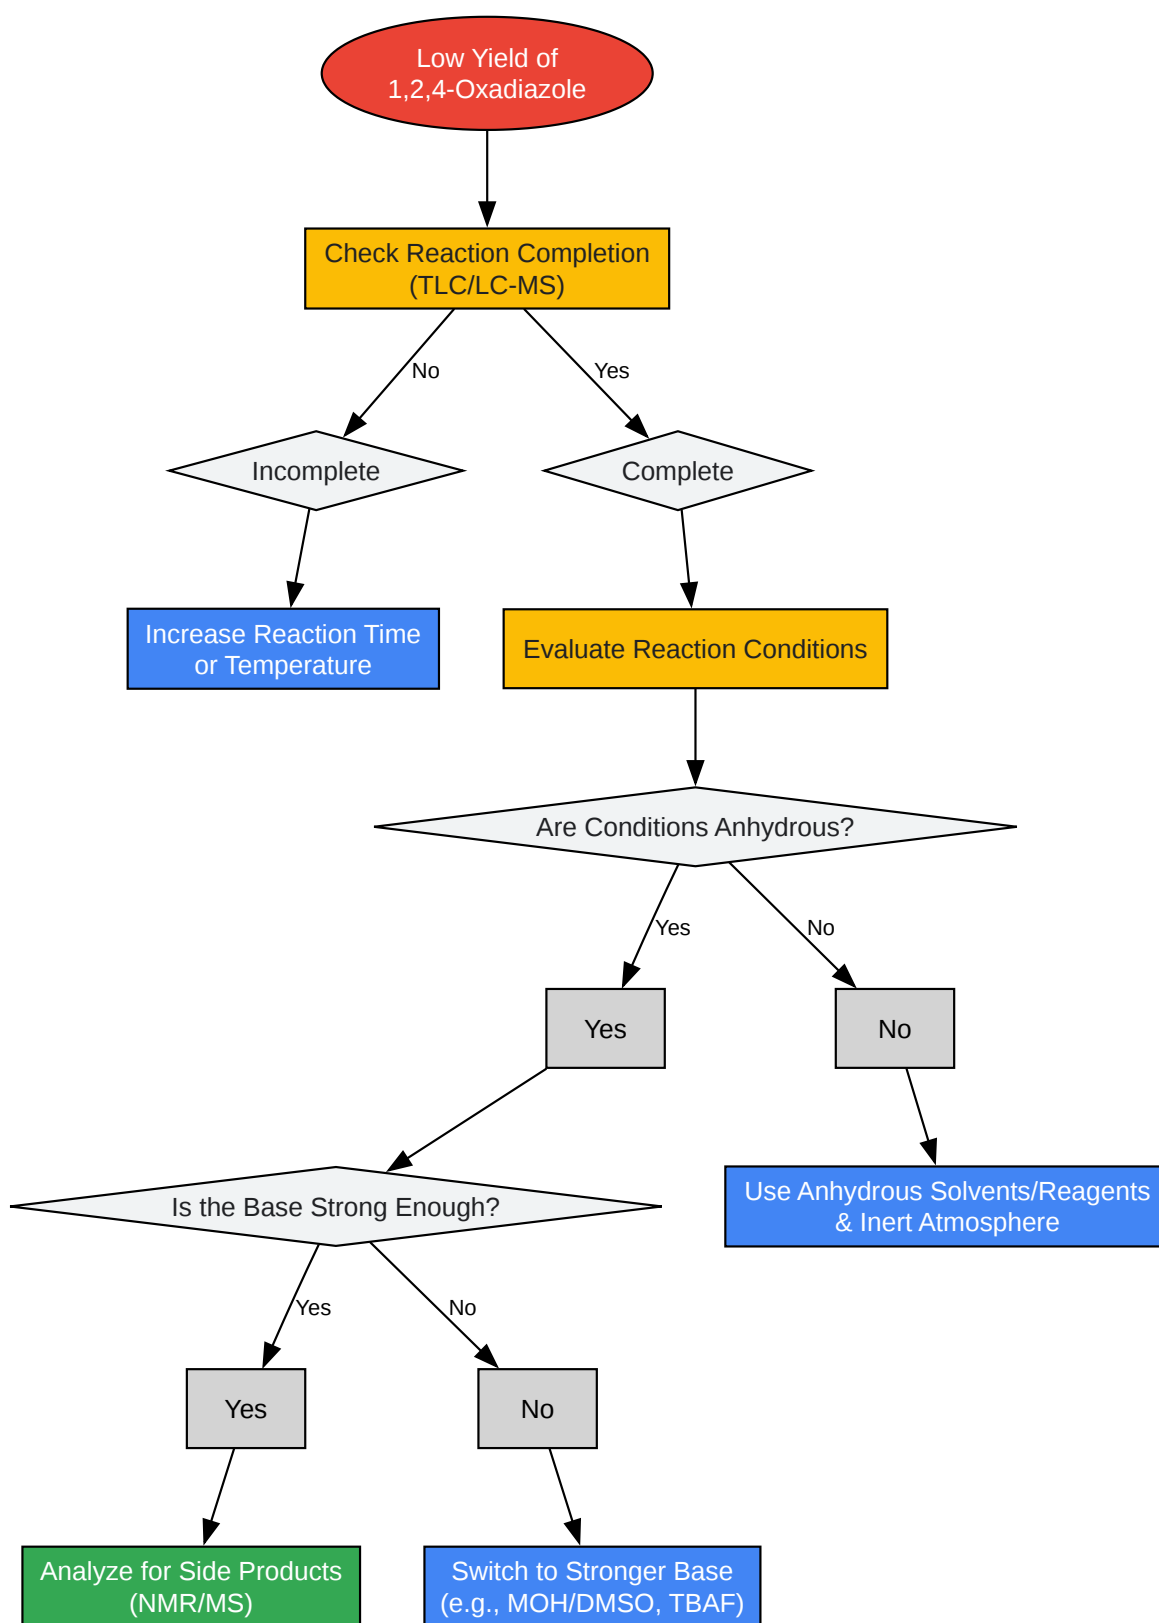 Low Yield of
1,2,4-Oxadiazole
Check Reaction Completion
(TLC/LC-MS)
No
Yes
Incomplete
Complete
Increase Reaction Time
or Temperature
Evaluate Reaction Conditions
Are Conditions Anhydrous?
Yes
No
Yes
No
Is the Base Strong Enough?
Use Anhydrous Solvents/Reagents
& Inert Atmosphere
Yes
No
Yes
No
Analyze for Side Products
(NMR/MS)
Switch to Stronger Base
(e.g., MOH/DMSO, TBAF)